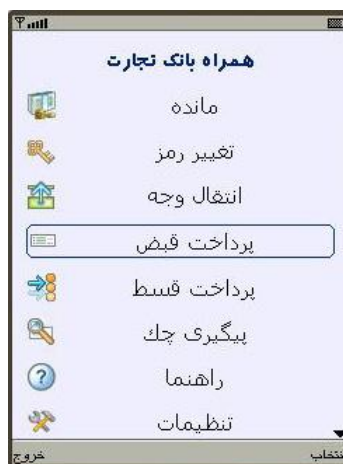 همراه بانک تجارت
مانده
تغییر رمز
انتقال وجه
پرداخت قبض
پرداخت قسط
پیگیری چك
راهنما
تنظیمات
انتخاب
خروج